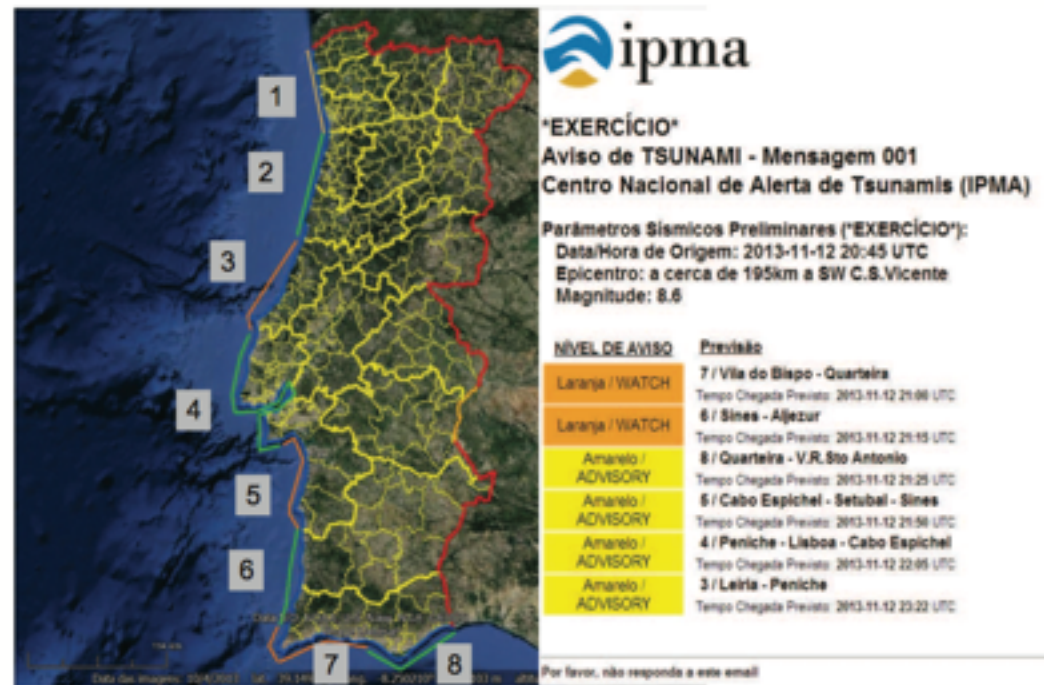 1
2
3
4
5
6
7
8
ipma
*EXERCÍCIO*
Aviso de TSUNAMI - Mensagem 001
Centro Nacional de Alerta de Tsunamis (IPMA)
Parâmetros Sísmicos Preliminares (*EXERCÍCIO*):
Data/Hora de Origem: 2013-11-12 20:45 UTC
Epicentro: a cerca de 195km a SW C.S.Vicente
Magnitude: 8.6
NÍVEL DE AVISO Previsão
Laranja / WATCH 7 / Vila do Bispo - Quarteira
Tempo Chegada Previsto: 2013-11-12 21:00 UTC
Laranja / WATCH 6 / Sines - Aljezur
Tempo Chegada Previsto: 2013-11-12 21:15 UTC
Amarelo / ADVISORY 8 / Quarteira - V.R.Sto Antonio
Tempo Chegada Previsto: 2013-11-12 21:25 UTC
Amarelo / ADVISORY 5 / Cabo Espichel - Setubal - Sines
Tempo Chegada Previsto: 2013-11-12 21:50 UTC
Amarelo / ADVISORY 4 / Peniche - Lisboa - Cabo Espichel
Tempo Chegada Previsto: 2013-11-12 22:05 UTC
Amarelo / ADVISORY 3 / Leiria - Peniche
Tempo Chegada Previsto: 2013-11-12 23:22 UTC
Data das imagens:
Por favor, não responda a este email